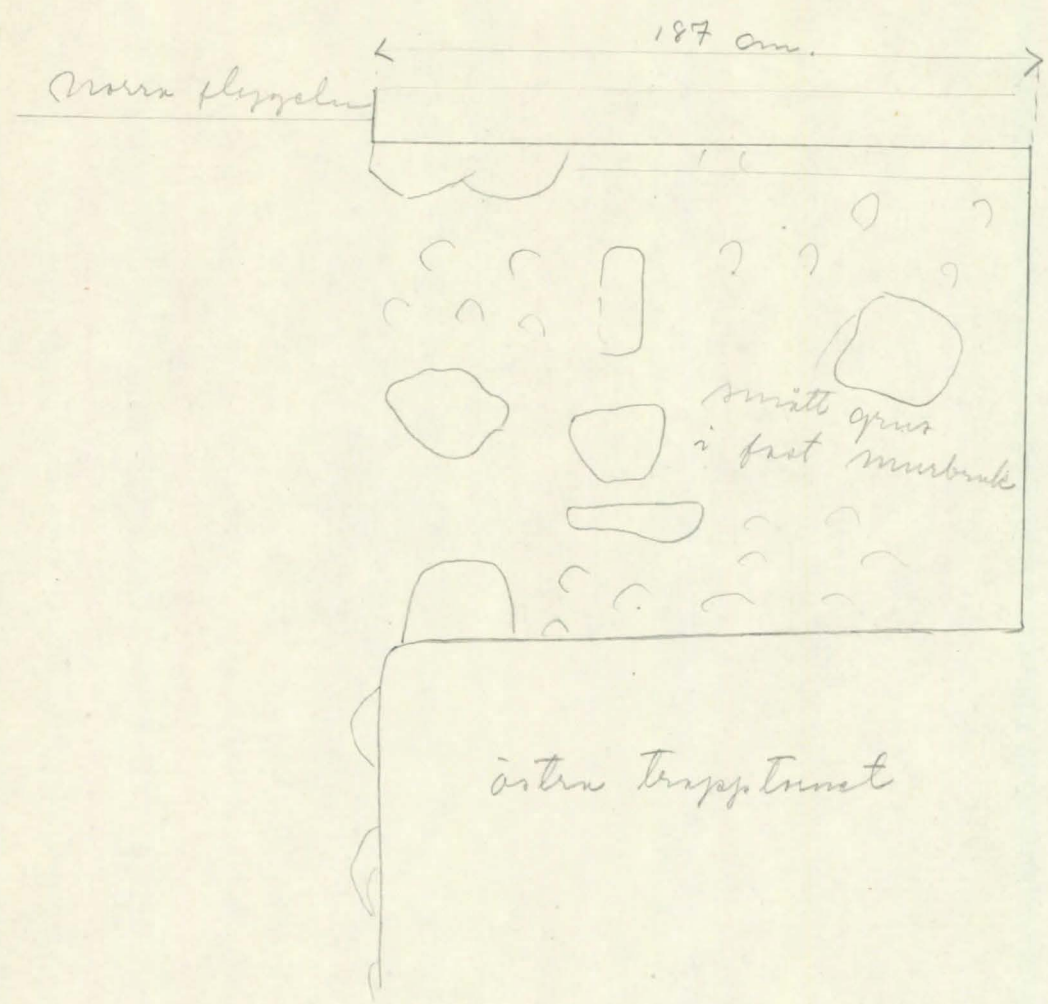 187 cm.
Norra flygeln
smått grus
i fast murbruk
östra trapptornet